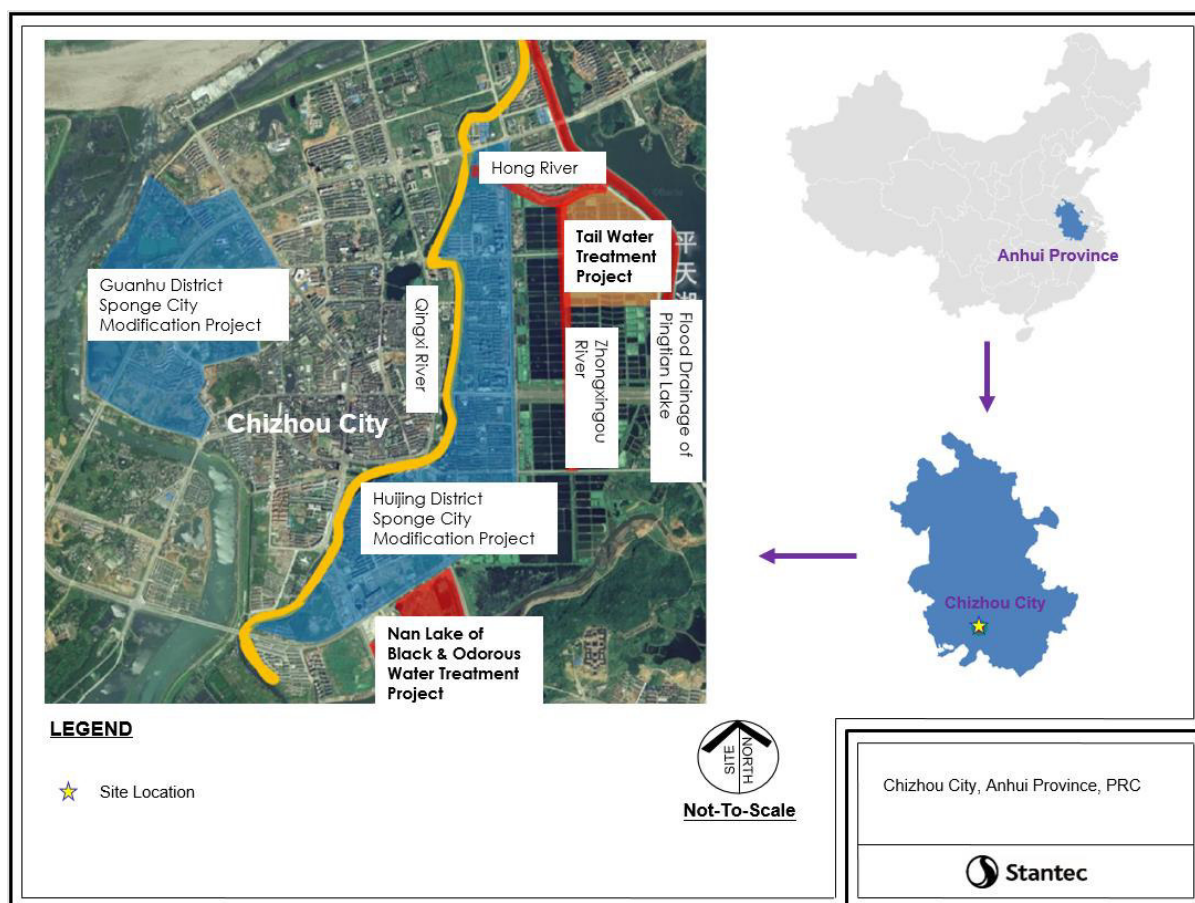 Hong River
Tail Water
Treatment
Project
平天湖
Guanhu District
Sponge City
Modification Project
Qingxi River
Zhongxingou
River
Flood Drainage of
Pingtian Lake
Chizhou City
Huijing District
Sponge City
Modification Project
Nan Lake of
Black & Odorous
Water Treatment
Project
Anhui Province
Chizhou City
LEGEND
Site Location
SITE
NORTH
Not-To-Scale
Chizhou City, Anhui Province, PRC
Stantec